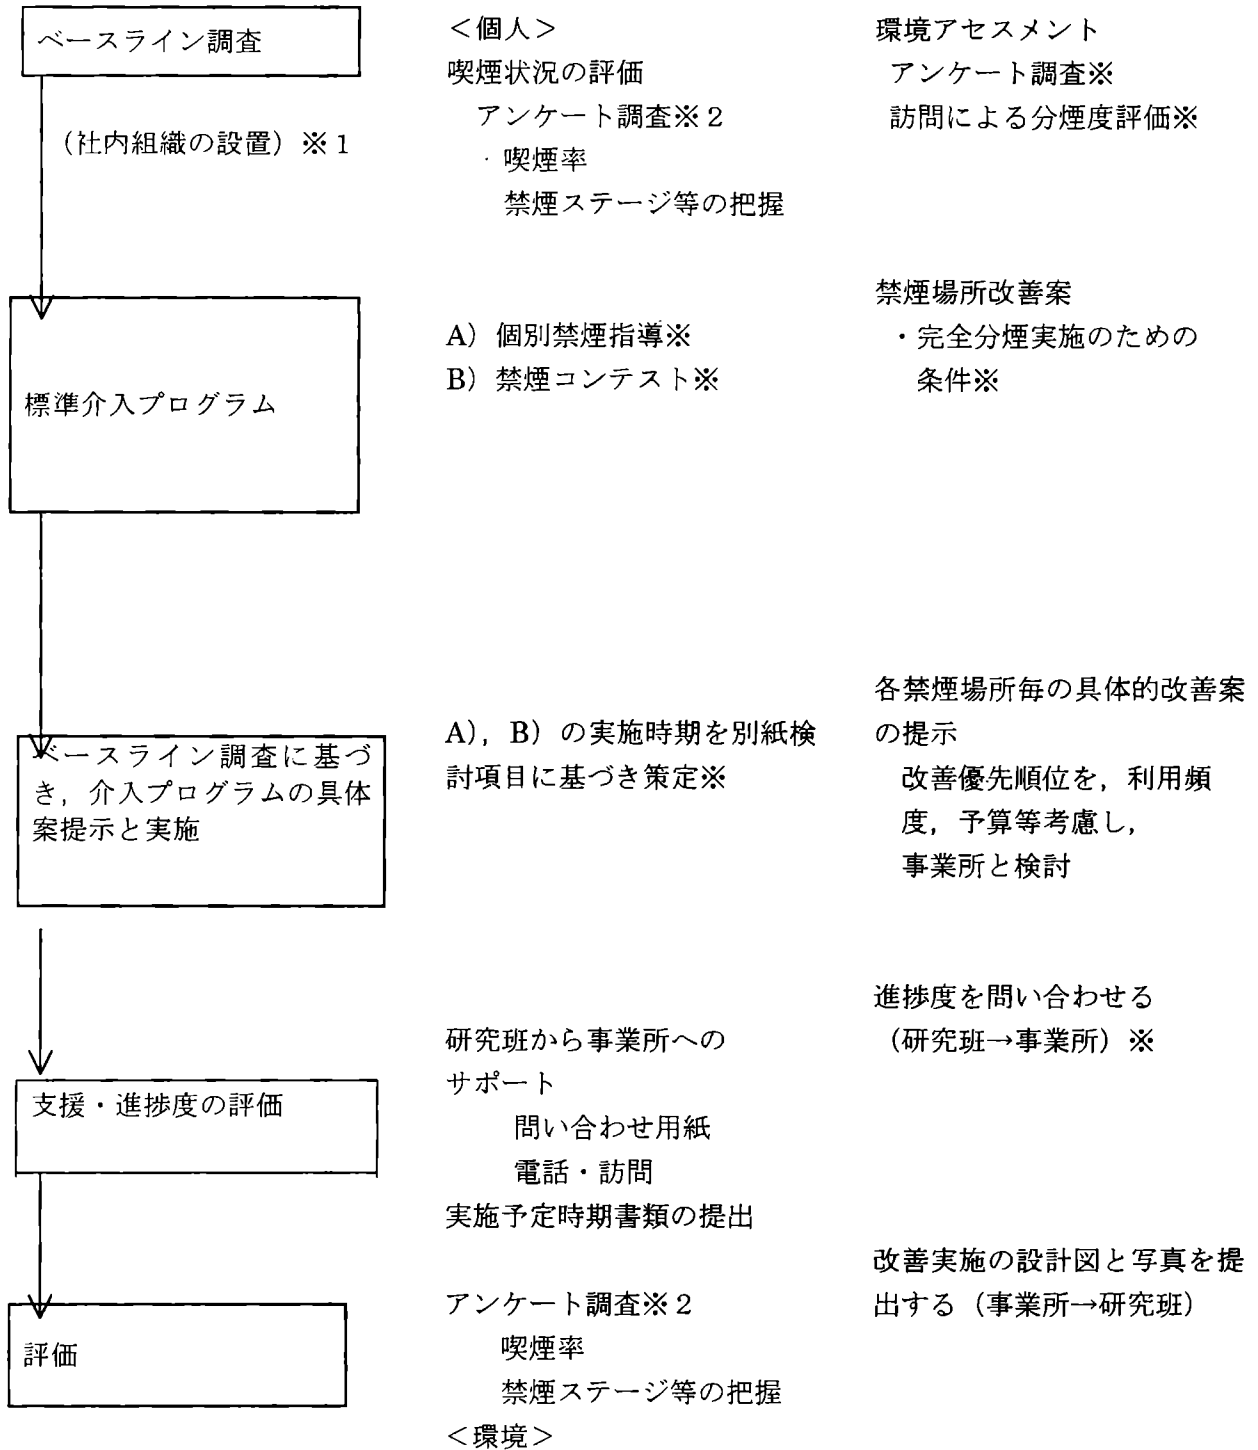 ベースライン調査
(社内組織の設置)※1
<個人>
喫煙状況の評価
アンケート調査※2
・喫煙率
禁煙ステージ等の把握
環境アセスメント
アンケート調査※
訪問による分煙度評価※
標準介入プログラム
A)個別禁煙指導※
B)禁煙コンテスト※
禁煙場所改善案
・完全分煙実施のための
条件※
ベースライン調査に基づ
き,介入プログラムの具体
案提示と実施
A),B)の実施時期を別紙検
討項目に基づき策定※
各禁煙場所毎の具体的改善案
の提示
改善優先順位を,利用頻
度,予算等考慮し,
事業所と検討
支援・進捗度の評価
研究班から事業所への
サポート
問い合わせ用紙
電話・訪問
実施予定時期書類の提出
進捗度を問い合わせる
(研究班→事業所)※
評価
アンケート調査※2
喫煙率
禁煙ステージ等の把握
<環境>
改善実施の設計図と写真を提
出する(事業所→研究班)